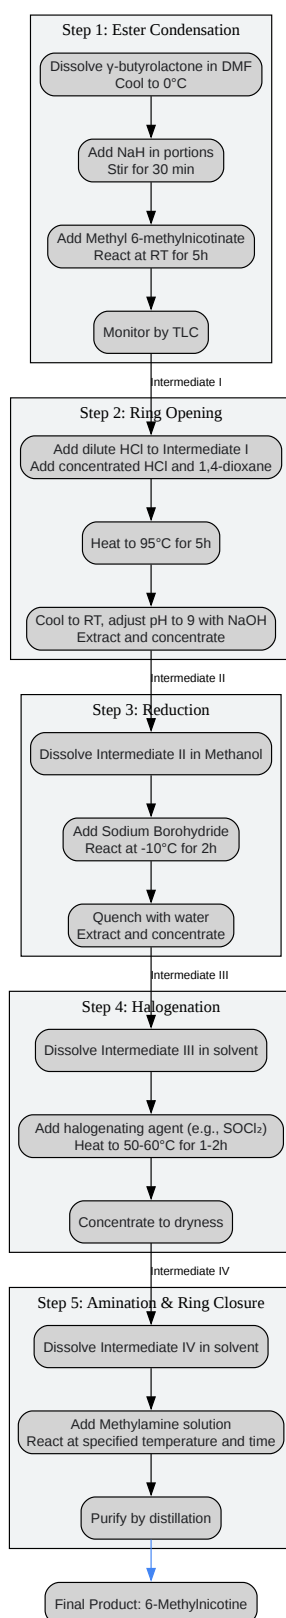 Step 1: Ester Condensation
Dissolve γ-butyrolactone in DMF
Cool to 0°C
Add NaH in portions
Stir for 30 min
Add Methyl 6-methylnicotinate
React at RT for 5h
Monitor by TLC
Intermediate I
Step 2: Ring Opening
Add dilute HCl to Intermediate I
Add concentrated HCl and 1,4-dioxane
Heat to 95°C for 5h
Cool to RT, adjust pH to 9 with NaOH
Extract and concentrate
Intermediate II
Step 3: Reduction
Dissolve Intermediate II in Methanol
Add Sodium Borohydride
React at -10°C for 2h
Quench with water
Extract and concentrate
Intermediate III
Step 4: Halogenation
Dissolve Intermediate III in solvent
Add halogenating agent (e.g., SOCl₂)
Heat to 50-60°C for 1-2h
Concentrate to dryness
Intermediate IV
Step 5: Amination & Ring Closure
Dissolve Intermediate IV in solvent
Add Methylamine solution
React at specified temperature and time
Purify by distillation
Final Product: 6-Methylnicotine